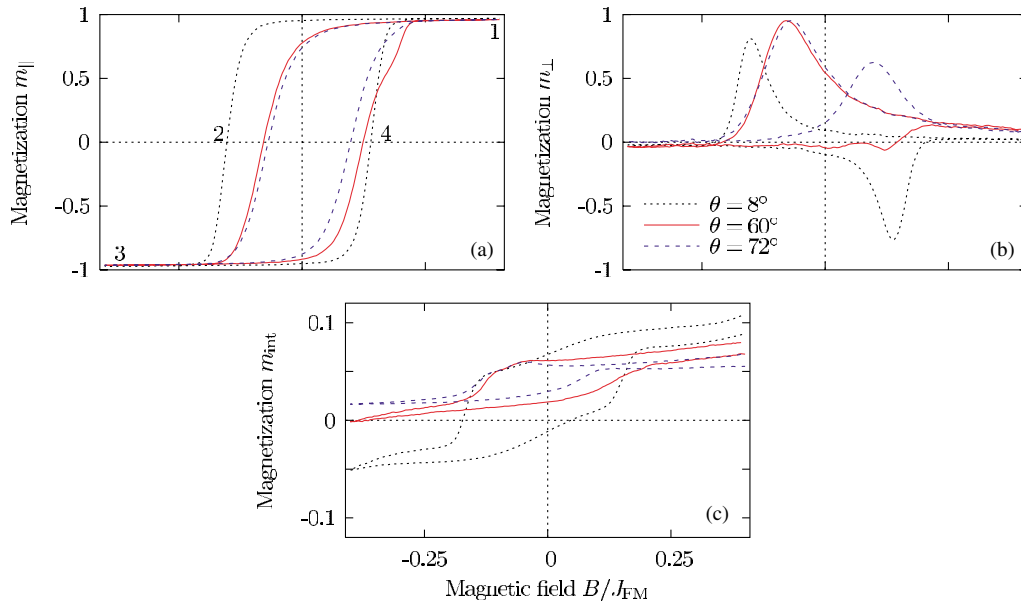 1
0.5
0
-0.5
-1
Magnetization m∥
1
2
3
4
(a)
1
0.5
0
-0.5
-1
Magnetization m⊥
θ = 8°
θ = 60°
θ = 72°
(b)
0.1
0
-0.1
Magnetization mint
(c)
-0.25
0
0.25
Magnetic field B/JFM